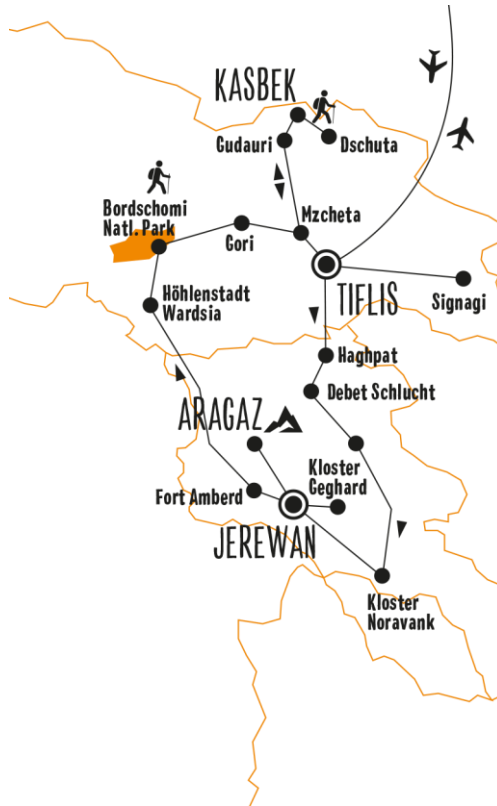 KASBEK
Gudauri
Dschuta
Bordschomi
Natl. Park
Mzcheta
Gori
TIFLIS
Signagi
Höhlenstadt
Wardsia
Haghpat
Debet Schlucht
ARAGAZ
Kloster
Geghard
Fort Amberd
JEREWAN
Kloster
Noravank